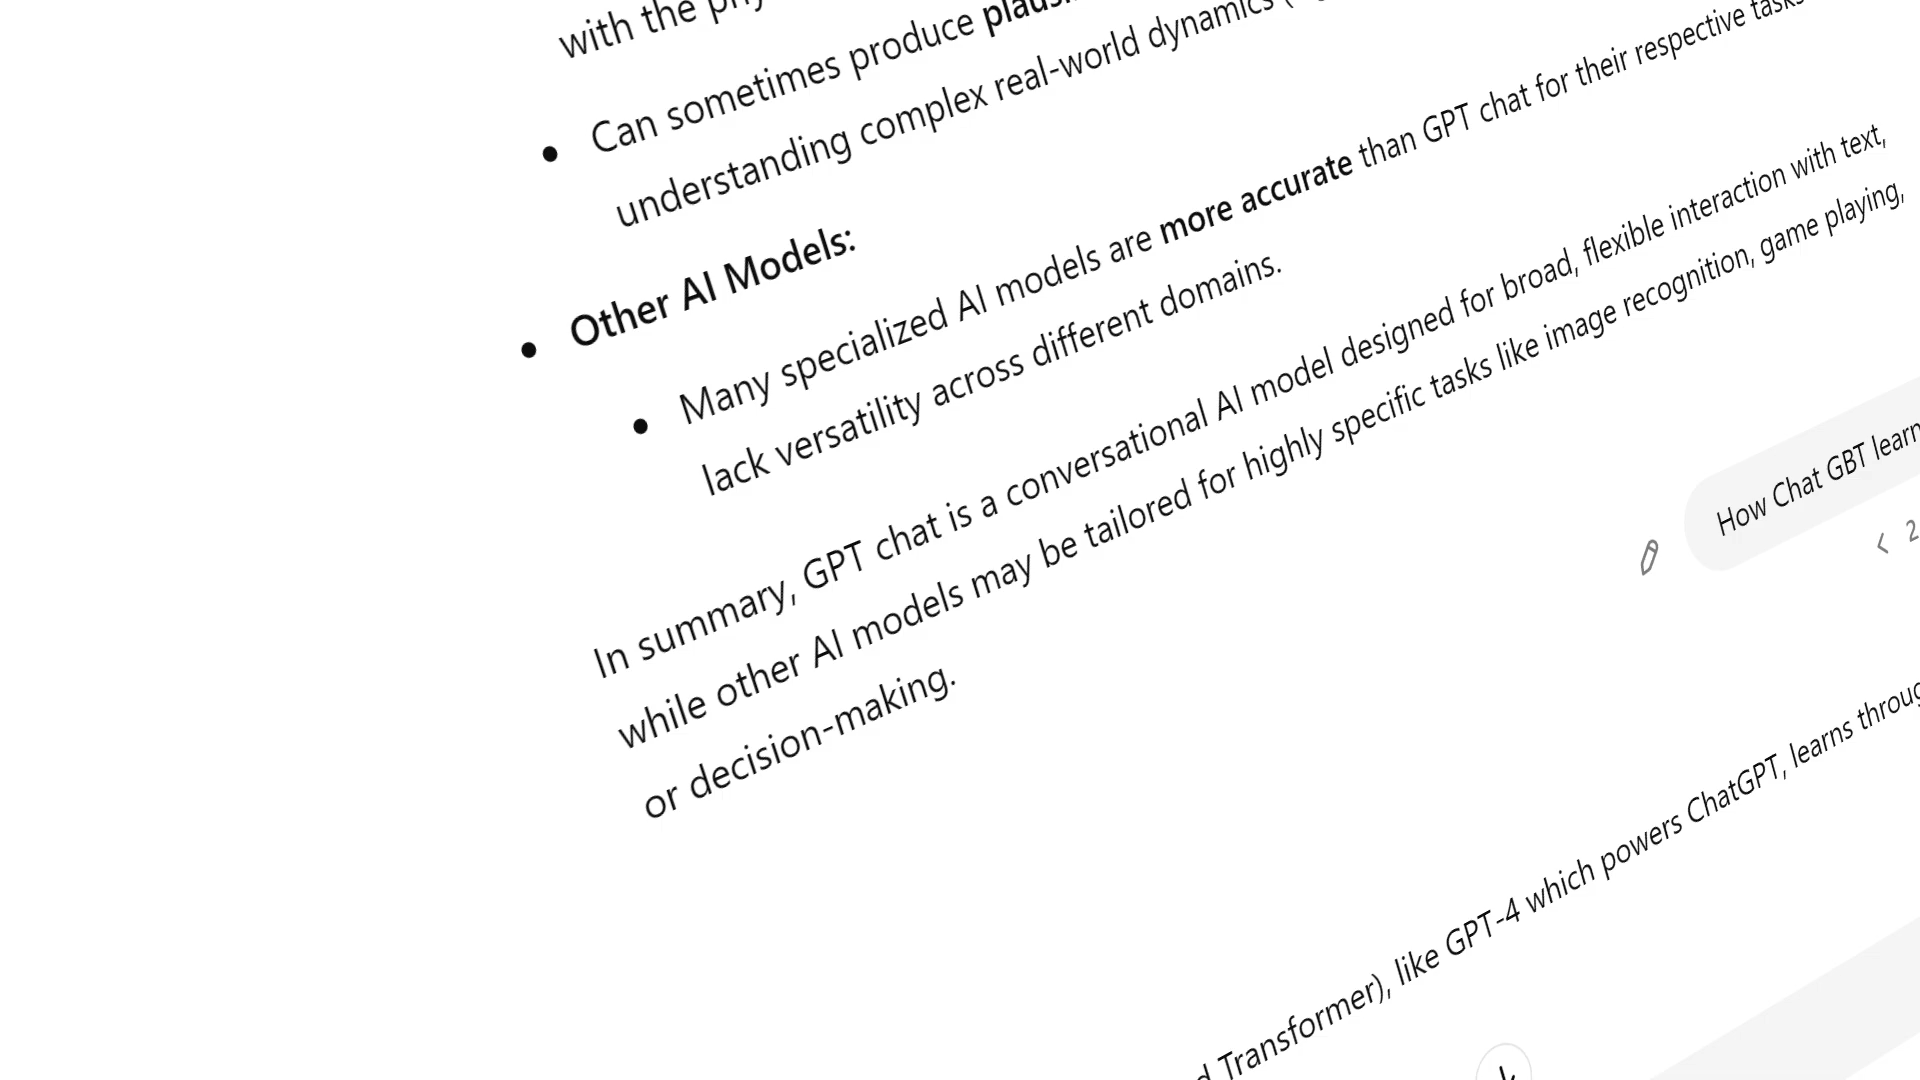 with the
Can sometimes produce
understanding complex real-world dynamics
Other AI Models:
Many specialized AI models are more accurate than GPT chat for their respective tasks
lack versatility across different domains.
In summary, GPT chat is a conversational AI model designed for broad, flexible interaction with text,
while other AI models may be tailored for highly specific tasks like image recognition, game playing,
or decision-making.
How Chat GBT learn
2
Transformer), like GPT-4 which powers ChatGPT, learns